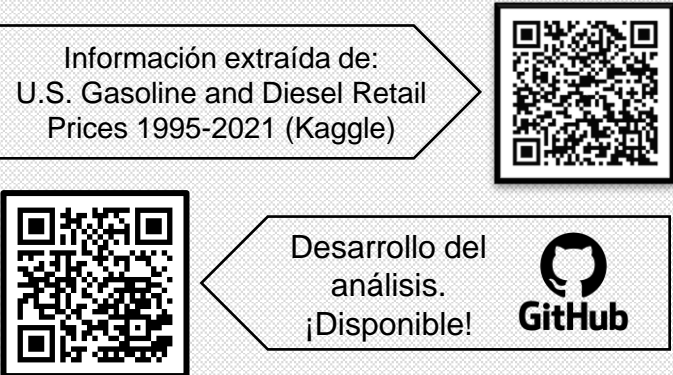 Información extraída de:
U.S. Gasoline and Diesel Retail
Prices 1995-2021 (Kaggle)
Desarrollo del
análisis.
¡Disponible!
GitHub